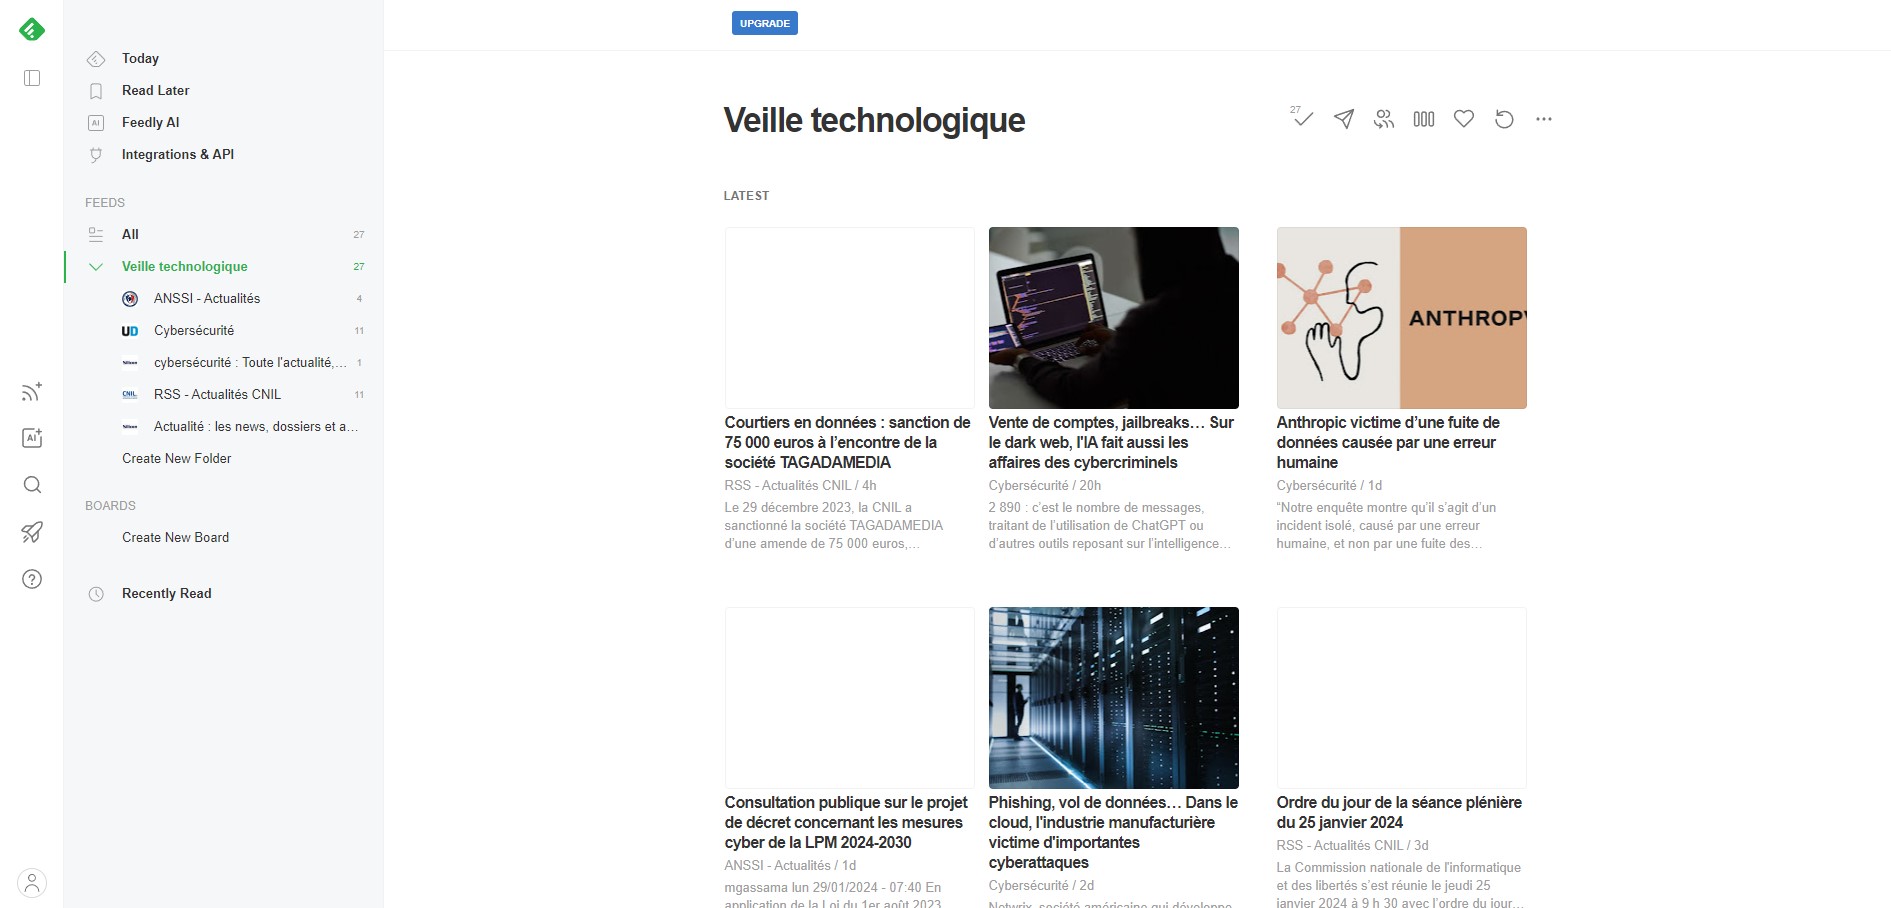 UPGRADE
Today
Read Later
AI
Feedly AI
Integrations & API
FEEDS
All 27
Veille technologique 27
ANSSI - Actualités 4
UD Cybersécurité 11
cybersécurité : Toute l'actualité,... 1
CNIL RSS - Actualités CNIL 11
Actualité : les news, dossiers et a...
Create New Folder
BOARDS
Create New Board
Recently Read
AI
Veille technologique
27
LATEST
Courtiers en données : sanction de
75 000 euros à l’encontre de la
société TAGADAMEDIA
RSS - Actualités CNIL / 4h
Le 29 décembre 2023, la CNIL a
sanctionné la société TAGADAMEDIA
d’une amende de 75 000 euros,...
Vente de comptes, jailbreaks… Sur
le dark web, l'IA fait aussi les
affaires des cybercriminels
Cybersécurité / 20h
2 890 : c’est le nombre de messages,
traitant de l’utilisation de ChatGPT ou
d’autres outils reposant sur l’intelligence...
ANTHROP
Anthropic victime d’une fuite de
données causée par une erreur
humaine
Cybersécurité / 1d
“Notre enquête montre qu’il s’agit d’un
incident isolé, causé par une erreur
humaine, et non par une fuite des...
Consultation publique sur le projet
de décret concernant les mesures
cyber de la LPM 2024-2030
ANSSI - Actualités / 1d
mgassama lun 29/01/2024 - 07:40 En
application de la Loi du 1er août 2023
Phishing, vol de données… Dans le
cloud, l'industrie manufacturière
victime d'importantes
cyberattaques
Cybersécurité / 2d
Netwrix, société américaine qui développe
Ordre du jour de la séance plénière
du 25 janvier 2024
RSS - Actualités CNIL / 3d
La Commission nationale de l'informatique
et des libertés s’est réunie le jeudi 25
janvier 2024 à 9 h 30 avec l’ordre du jour...